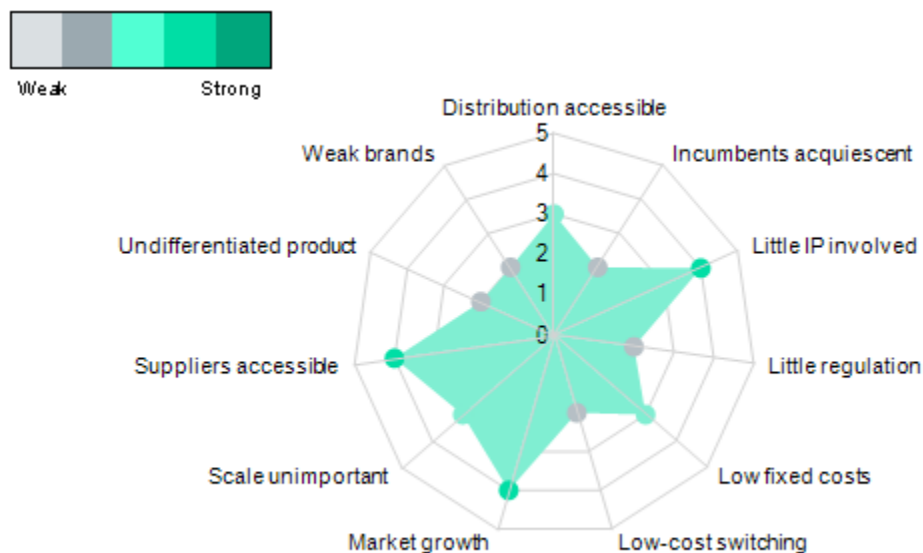 Weak
Strong
Distribution accessible
5
Weak brands
Incumbents acquiescent
4
3
Undifferentiated product
Little IP involved
2
1
0
Suppliers accessible
Little regulation
Scale unimportant
Low fixed costs
Market growth
Low-cost switching